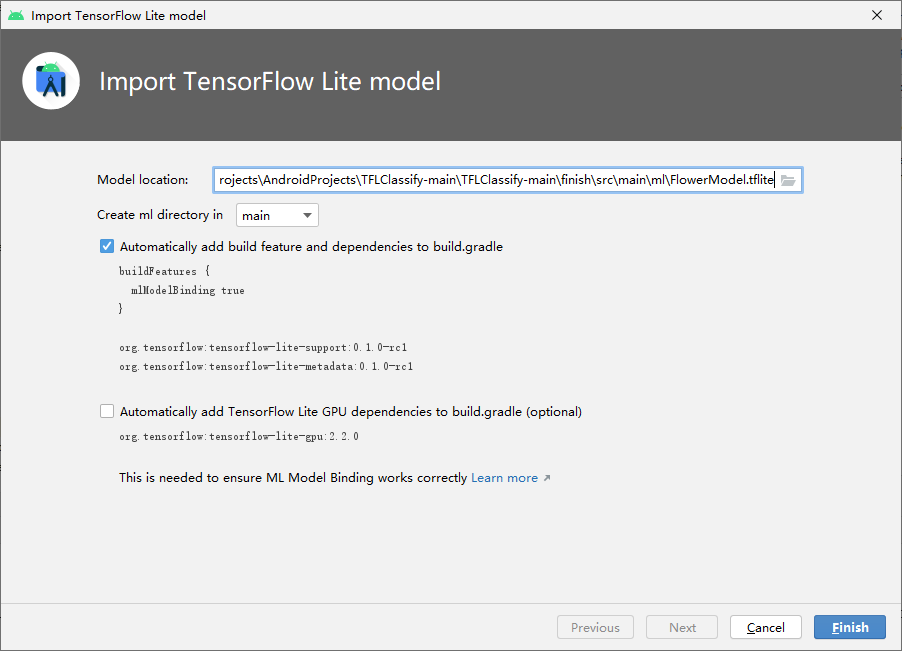 Import TensorFlow Lite model
Import TensorFlow Lite model
Model location: rojects\AndroidProjects\TFLClassify-main\TFLClassify-main\finish\src\main\ml\FlowerModel.tflite
Create ml directory in main
Automatically add build feature and dependencies to build.gradle
buildFeatures {
mlModelBinding true
}
org.tensorflow:tensorflow-lite-support:0.1.0-rc1
org.tensorflow:tensorflow-lite-metadata:0.1.0-rc1
Automatically add TensorFlow Lite GPU dependencies to build.gradle (optional)
org.tensorflow:tensorflow-lite-gpu:2.2.0
This is needed to ensure ML Model Binding works correctly Learn more ↗
Previous Next Cancel Finish